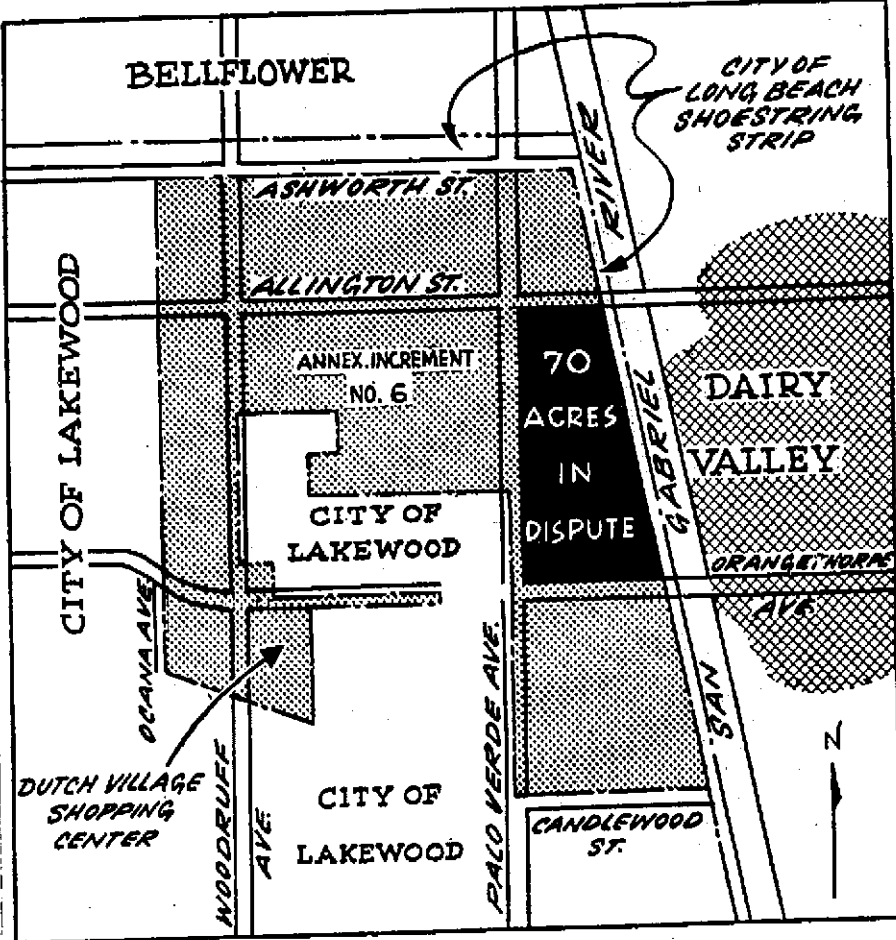 BELLFLOWER
CITY OF
LONG BEACH
SHOESTRING
STRIP
ASHWORTH ST.
RIVER
ALLINGTON ST.
CITY OF LAKEWOOD
ANNEX. INCREMENT
NO. 6
70
ACRES
IN
DISPUTE
GABRIEL
DAIRY
VALLEY
CITY OF
LAKEWOOD
ORANGETHORPE
AVE.
OCANA AVE.
PALO VERDE AVE.
SAN
N
DUTCH VILLAGE
SHOPPING
CENTER
WOODRUFF
AVE.
CITY OF
LAKEWOOD
CANDLEWOOD
ST.